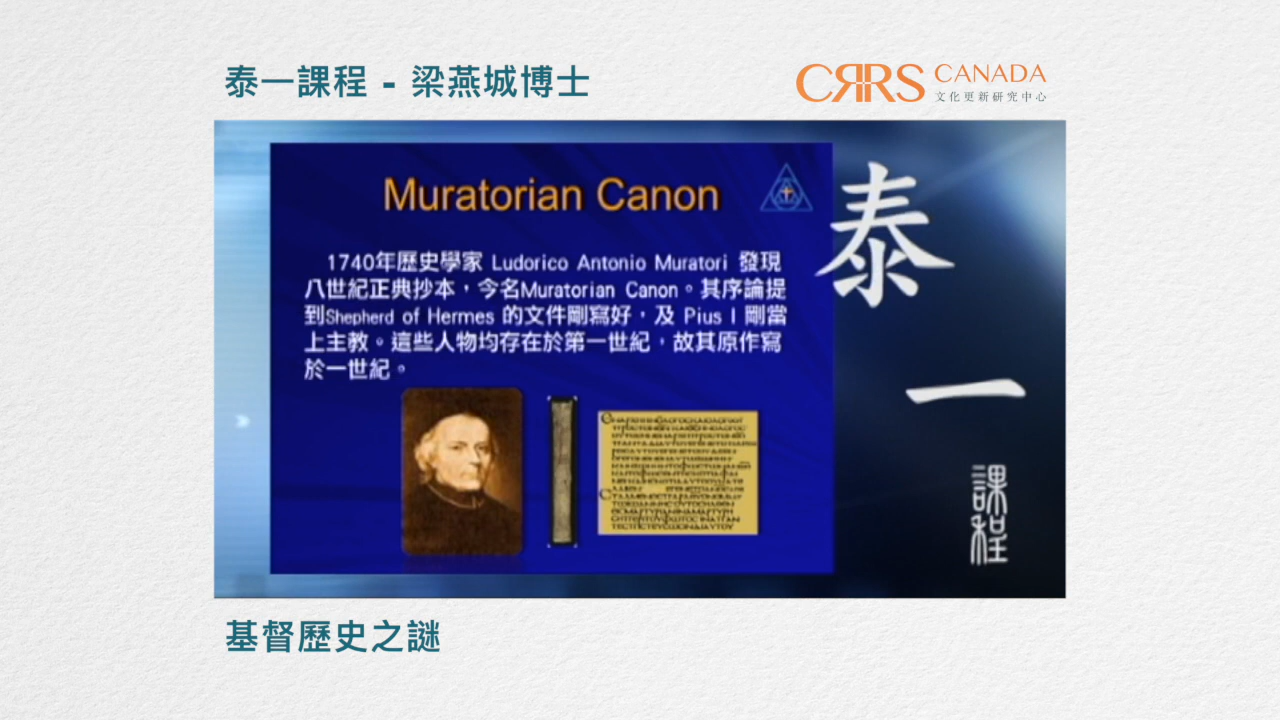 泰一課程 - 梁燕城博士
CRRS CANADA
文化更新研究中心
Muratorian Canon
1740年歷史學家 Ludorico Antonio Muratori 發現
八世紀正典抄本，今名Muratorian Canon。其序論提
到Shepherd of Hermes 的文件剛寫好，及 Pius I 剛當
上主教。這些人物均存在於第一世紀，故其原作寫
於一世紀。
泰
一
課程
基督歷史之謎